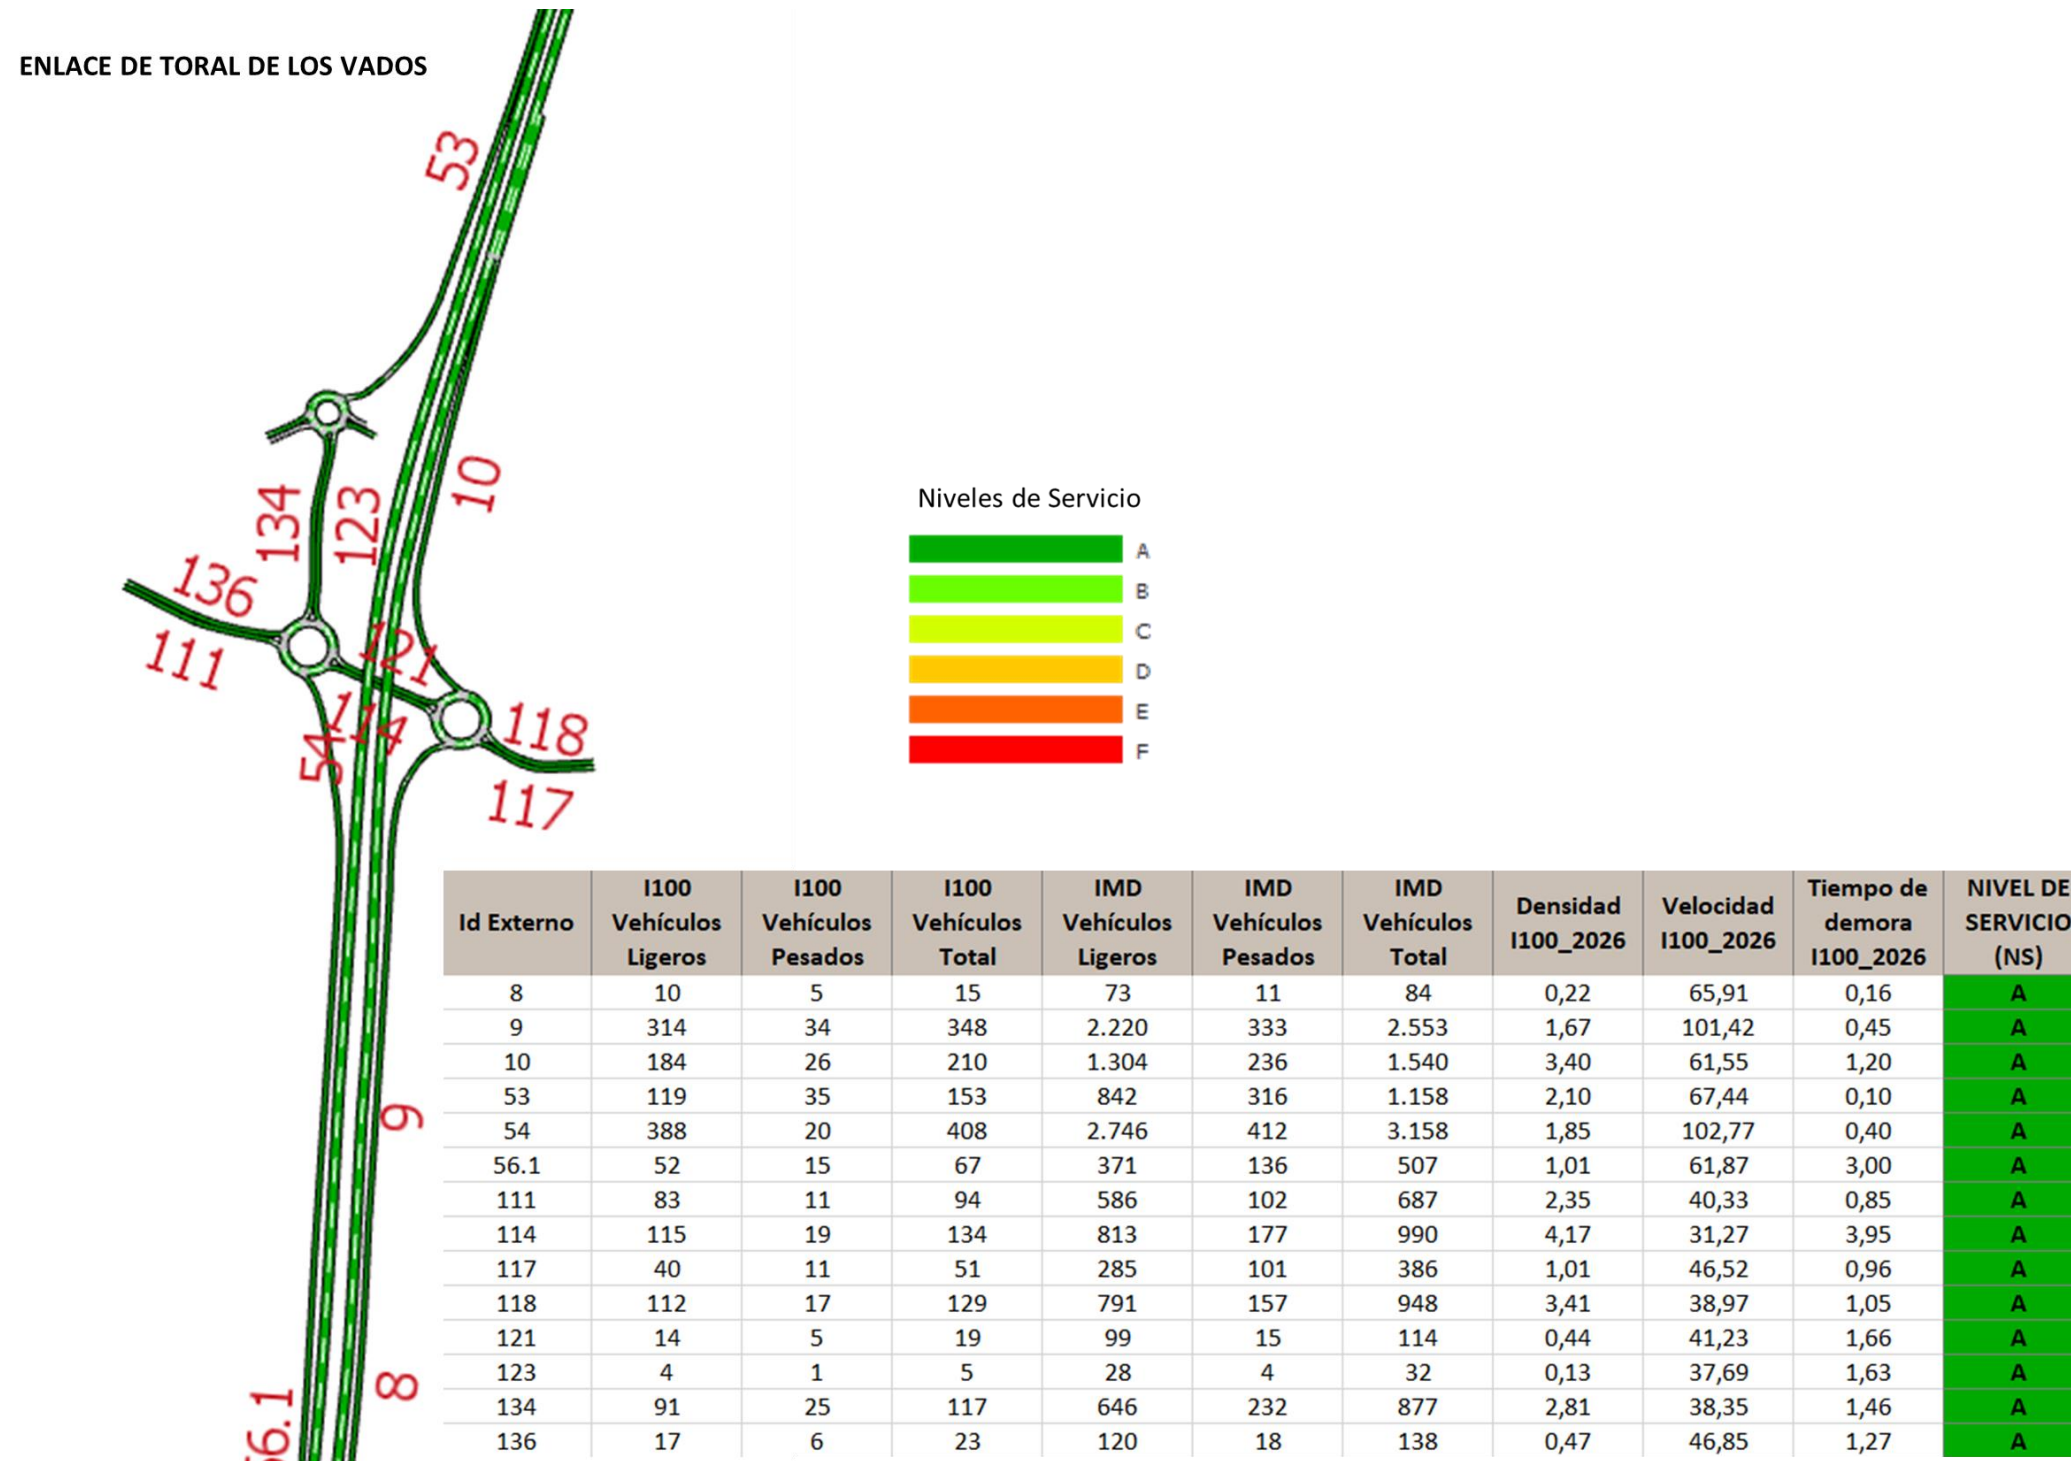 ENLACE DE TORAL DE LOS VADOS
53
10
134
123
136
111
121
114
54
118
117
9
8
56.1
Niveles de Servicio
A
B
C
D
E
F
Id Externo I100 Vehículos Ligeros I100 Vehículos Pesados I100 Vehículos Total IMD Vehículos Ligeros IMD Vehículos Pesados IMD Vehículos Total Densidad I100_2026 Velocidad I100_2026 Tiempo de demora I100_2026 NIVEL DE SERVICIO (NS)
8 10 5 15 73 11 84 0,22 65,91 0,16 A
9 314 34 348 2.220 333 2.553 1,67 101,42 0,45 A
10 184 26 210 1.304 236 1.540 3,40 61,55 1,20 A
53 119 35 153 842 316 1.158 2,10 67,44 0,10 A
54 388 20 408 2.746 412 3.158 1,85 102,77 0,40 A
56.1 52 15 67 371 136 507 1,01 61,87 3,00 A
111 83 11 94 586 102 687 2,35 40,33 0,85 A
114 115 19 134 813 177 990 4,17 31,27 3,95 A
117 40 11 51 285 101 386 1,01 46,52 0,96 A
118 112 17 129 791 157 948 3,41 38,97 1,05 A
121 14 5 19 99 15 114 0,44 41,23 1,66 A
123 4 1 5 28 4 32 0,13 37,69 1,63 A
134 91 25 117 646 232 877 2,81 38,35 1,46 A
136 17 6 23 120 18 138 0,47 46,85 1,27 A